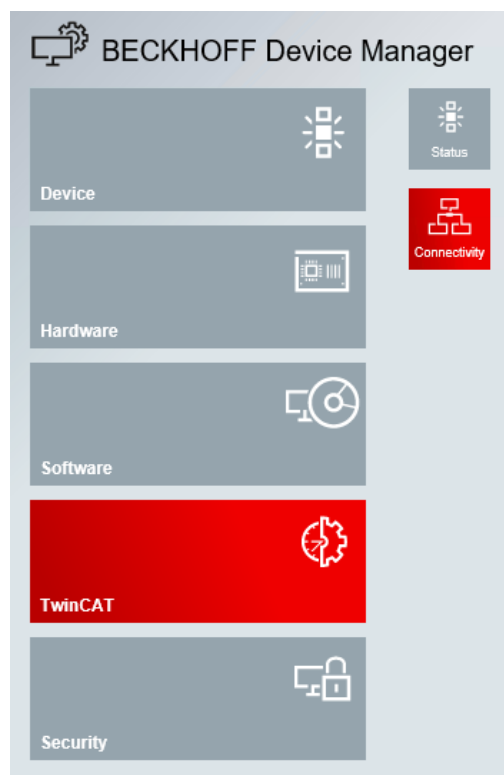 BECKHOFF Device Manager
Device
Status
Connectivity
Hardware
Software
TwinCAT
Security